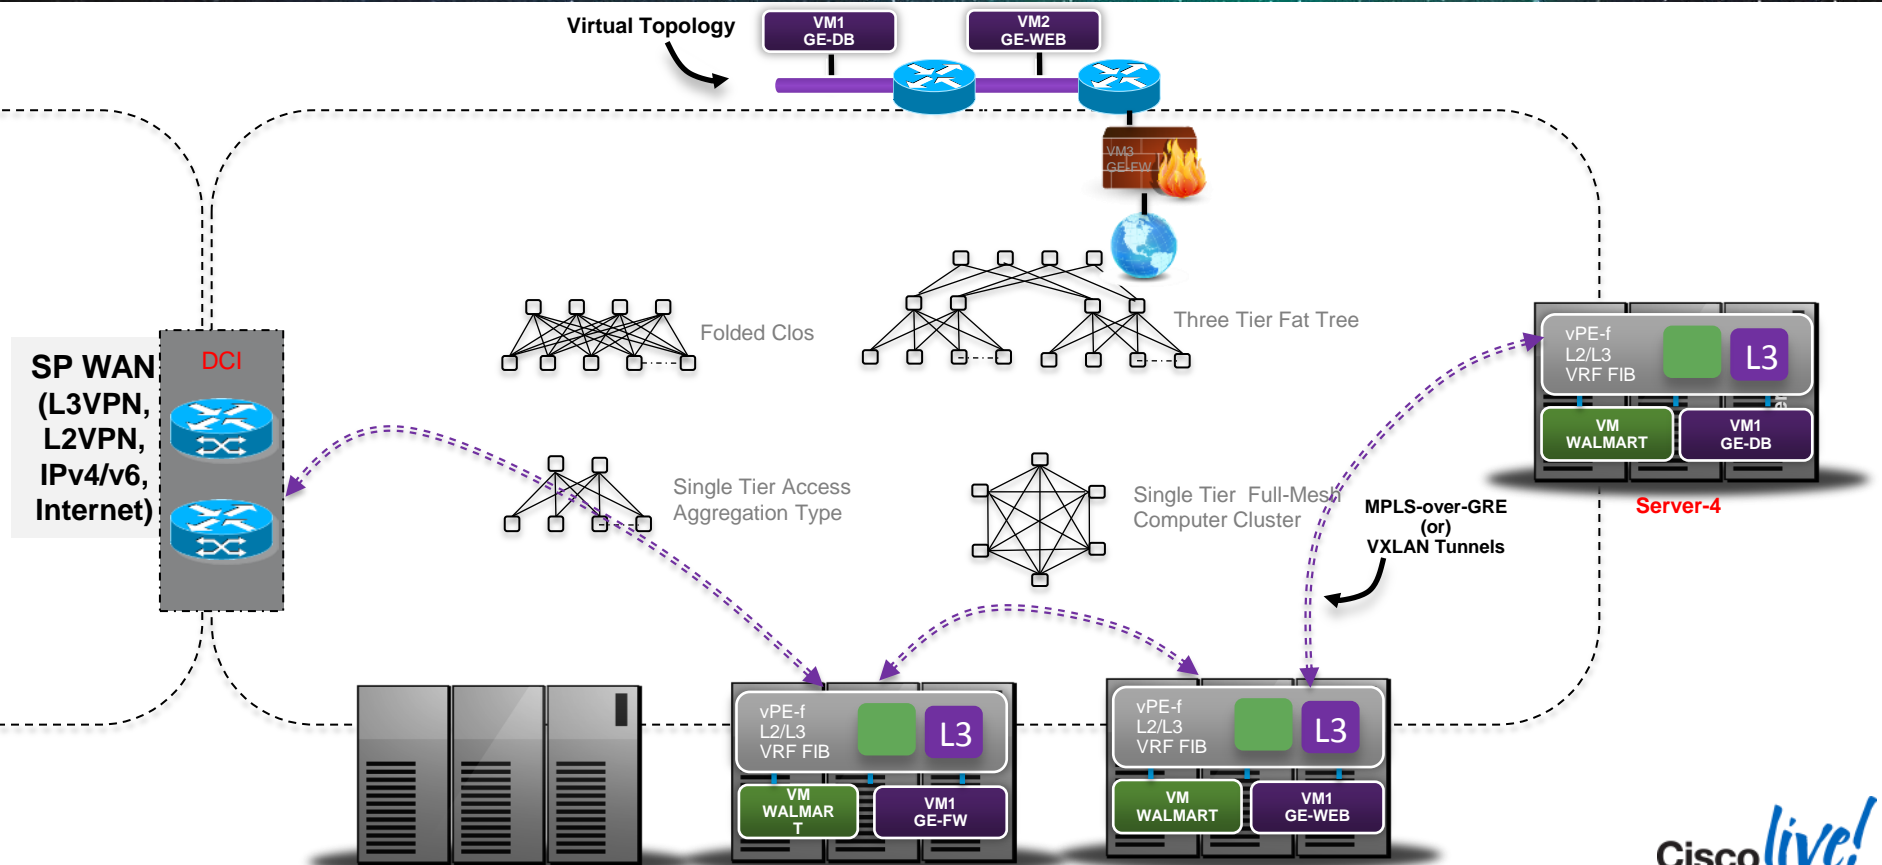 Virtual Topology
VM1
GE-DB
VM2
GE-WEB
VM3
GE-FW
Folded Clos
Three Tier Fat Tree
SP WAN
(L3VPN,
L2VPN,
IPv4/v6,
Internet)
DCI
Single Tier Access
Aggregation Type
Single Tier Full-Mesh
Computer Cluster
MPLS-over-GRE
(or)
VXLAN Tunnels
vPE-f
L2/L3
VRF FIB
L3
VM
WALMART
VM1
GE-DB
Server-4
vPE-f
L2/L3
VRF FIB
L3
VM
WALMAR
T
VM1
GE-FW
vPE-f
L2/L3
VRF FIB
L3
VM
WALMART
VM1
GE-WEB
Cisco live!